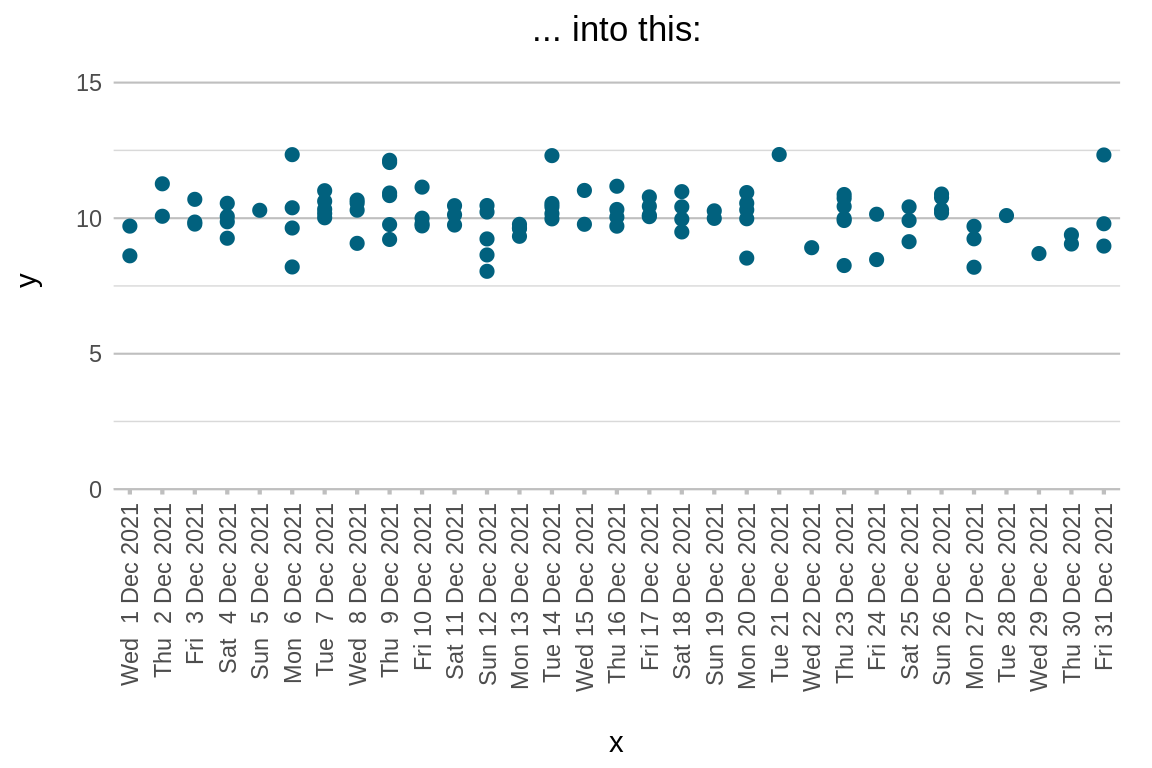 ... into this:
15
10
5
0
y
Wed  1 Dec 2021
Thu  2 Dec 2021
Fri  3 Dec 2021
Sat  4 Dec 2021
Sun  5 Dec 2021
Mon  6 Dec 2021
Tue  7 Dec 2021
Wed  8 Dec 2021
Thu  9 Dec 2021
Fri 10 Dec 2021
Sat 11 Dec 2021
Sun 12 Dec 2021
Mon 13 Dec 2021
Tue 14 Dec 2021
Wed 15 Dec 2021
Thu 16 Dec 2021
Fri 17 Dec 2021
Sat 18 Dec 2021
Sun 19 Dec 2021
Mon 20 Dec 2021
Tue 21 Dec 2021
Wed 22 Dec 2021
Thu 23 Dec 2021
Fri 24 Dec 2021
Sat 25 Dec 2021
Sun 26 Dec 2021
Mon 27 Dec 2021
Tue 28 Dec 2021
Wed 29 Dec 2021
Thu 30 Dec 2021
Fri 31 Dec 2021
x